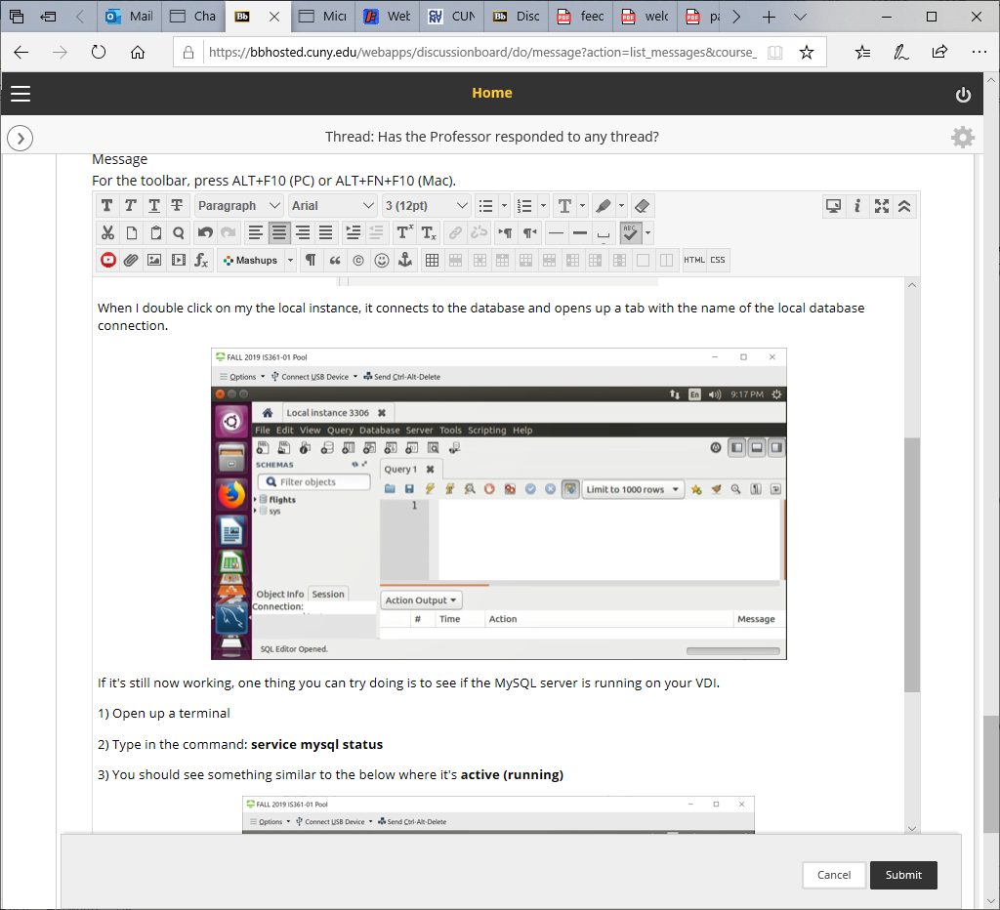 Mail
Cha
Bb
Mici
Web
CUN
Bb Disc
feec
welc
pa
https://bbhosted.cuny.edu/webapps/discussionboard/do/message?action=list_messages&course_
Home
Thread: Has the Professor responded to any thread?
Message
For the toolbar, press ALT+F10 (PC) or ALT+FN+F10 (Mac).
T T T T Paragraph Arial 3 (12pt)
ABC
Mashups HTML CSS
When I double click on my the local instance, it connects to the database and opens up a tab with the name of the local database
connection.
FALL 2019 IS361-01 Pool
Options Connect USB Device Send Ctrl-Alt-Delete
En 9:17 PM
Local instance 3306
File Edit View Query Database Server Tools Scripting Help
SCHEMAS
Query 1
Filter objects
Limit to 1000 rows
flights
sys
1
Object Info Session
Connection:
Action Output
# Time Action Message
SQL Editor Opened.
If it's still now working, one thing you can try doing is to see if the MySQL server is running on your VDI.
1) Open up a terminal
2) Type in the command: service mysql status
3) You should see something similar to the below where it's active (running)
FALL 2019 IS361-01 Pool
Options Connect USB Device Send Ctrl-Alt-Delete
Cancel Submit